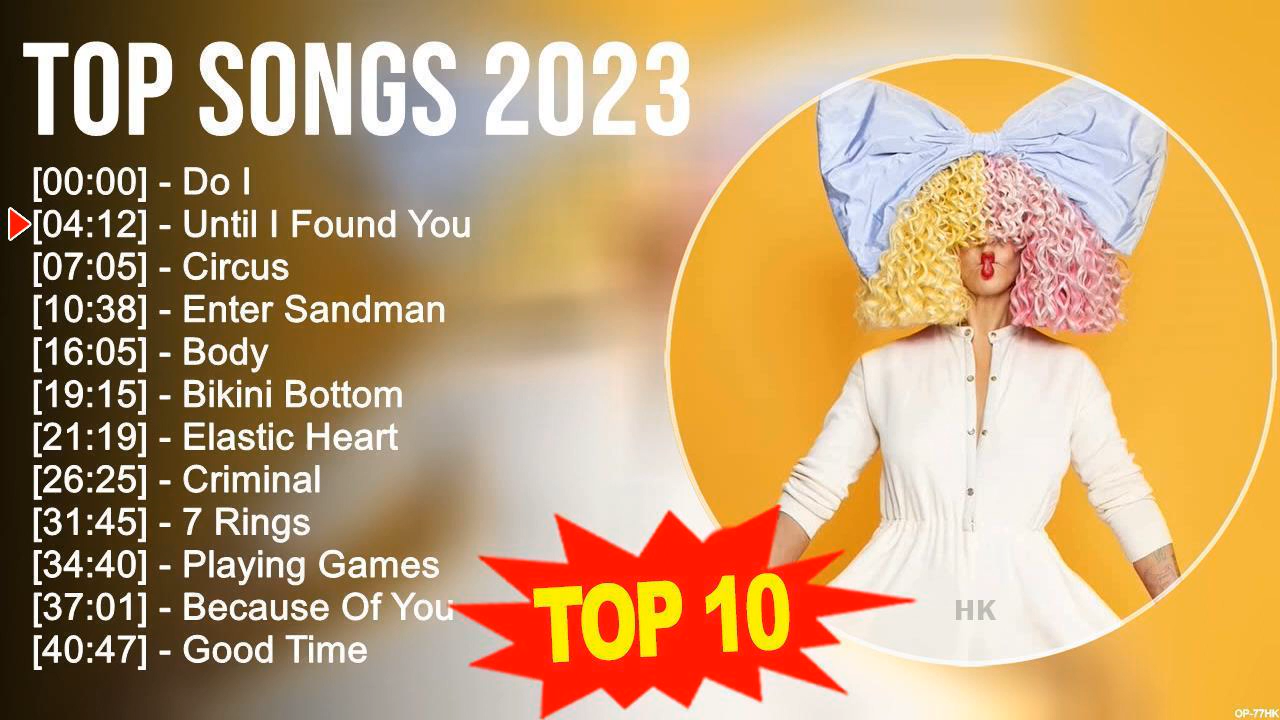 TOP SONGS 2023
[00:00] - Do I
[04:12] - Until I Found You
[07:05] - Circus
[10:38] - Enter Sandman
[16:05] - Body
[19:15] - Bikini Bottom
[21:19] - Elastic Heart
[26:25] - Criminal
[31:45] - 7 Rings
[34:40] - Playing Games
[37:01] - Because Of You
[40:47] - Good Time
TOP 10
HK
OP-77HK